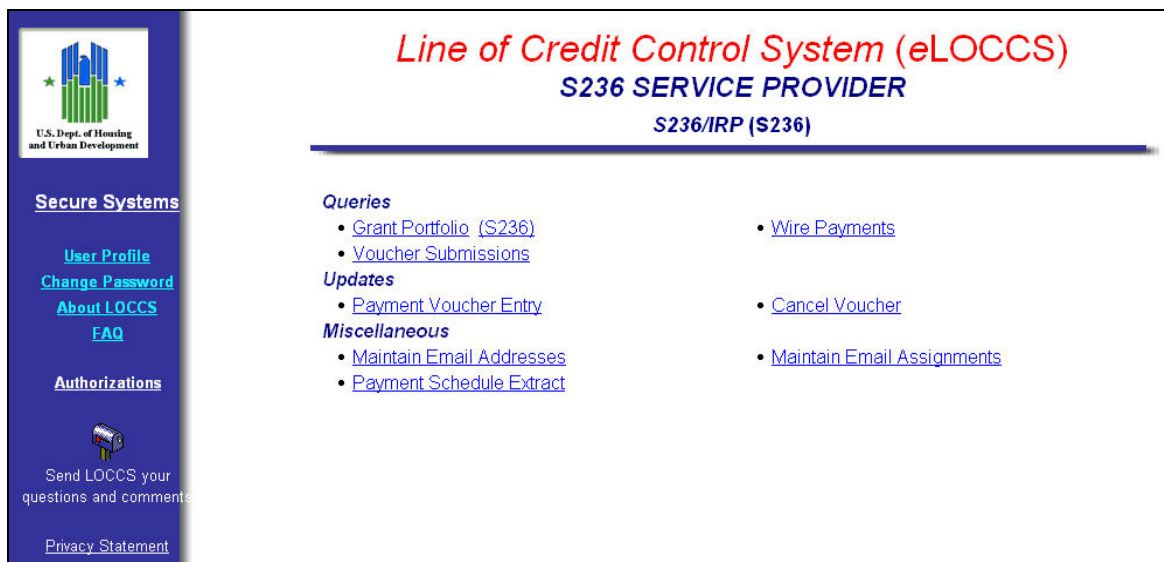 U.S. Dept. of Housing
and Urban Development
Secure Systems
User Profile
Change Password
About LOCCS
FAQ
Authorizations
Send LOCCS your
questions and comments
Privacy Statement
Line of Credit Control System (eLOCCS)
S236 SERVICE PROVIDER
S236/IRP (S236)
Queries
• Grant Portfolio (S236)
• Wire Payments
• Voucher Submissions
Updates
• Payment Voucher Entry
• Cancel Voucher
Miscellaneous
• Maintain Email Addresses
• Maintain Email Assignments
• Payment Schedule Extract